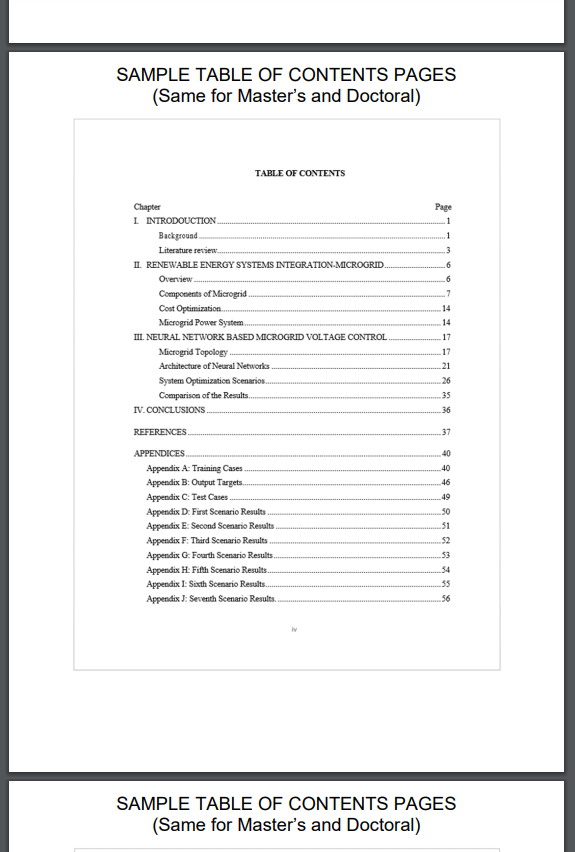 SAMPLE TABLE OF CONTENTS PAGES
(Same for Master's and Doctoral)
TABLE OF CONTENTS
Chapter Page
I. INTRODOUCTION ........ 1
Background ........ 1
Literature review ........ 3
II. RENEWABLE ENERGY SYSTEMS INTEGRATION-MICROGRID ........ 6
Overview ........ 6
Components of Microgrid ........ 7
Cost Optimization ........ 14
Microgrid Power System ........ 14
III. NEURAL NETWORK BASED MICROGRID VOLTAGE CONTROL ........ 17
Microgrid Topology ........ 17
Architecture of Neural Networks ........ 21
System Optimization Scenarios ........ 26
Comparison of the Results ........ 35
IV. CONCLUSIONS ........ 36
REFERENCES ........ 37
APPENDICES ........ 40
Appendix A: Training Cases ........ 40
Appendix B: Output Targets ........ 46
Appendix C: Test Cases ........ 49
Appendix D: First Scenario Results ........ 50
Appendix E: Second Scenario Results ........ 51
Appendix F: Third Scenario Results ........ 52
Appendix G: Fourth Scenario Results ........ 53
Appendix H: Fifth Scenario Results ........ 54
Appendix I: Sixth Scenario Results ........ 55
Appendix J: Seventh Scenario Results. ........ 56
iv
SAMPLE TABLE OF CONTENTS PAGES
(Same for Master's and Doctoral)